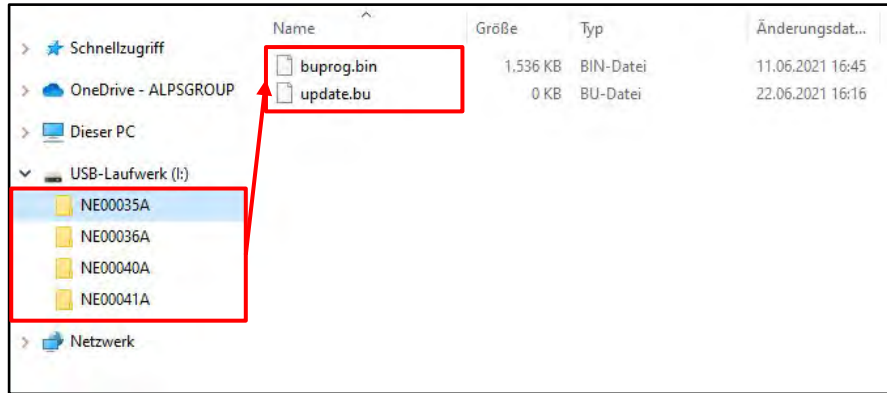 Name Größe Typ Änderungsdat...
Schnellzugriff
buprog.bin 1.536 KB BIN-Datei 11.06.2021 16:45
OneDrive - ALPSGROUP
update.bu 0 KB BU-Datei 22.06.2021 16:16
Dieser PC
USB-Laufwerk (I:)
NE00035A
NE00036A
NE00040A
NE00041A
Netzwerk